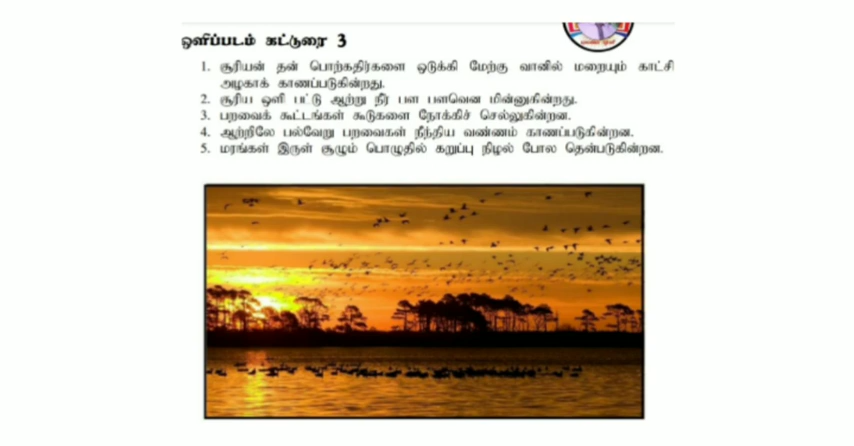 ஒளிப்படம் கட்டுரை 3
1. சூரியன் தன் பொற்கதிர்களை ஒடுக்கி மேற்கு வானில் மறையும் காட்சி
அழகாக் காணப்படுகின்றது.
2. சூரிய ஒளி பட்டு ஆற்று நீர் பள பளவென மின்னுகின்றது.
3. பறவைக் கூட்டங்கள் கூடுகளை நோக்கிச் செல்லுகின்றன.
4. ஆற்றிலே பல்வேறு பறவைகள் நீந்திய வண்ணம் காணப்படுகின்றன.
5. மரங்கள் இருள் சூழும் பொழுதில் கறுப்பு நிழல் போல தென்படுகின்றன.